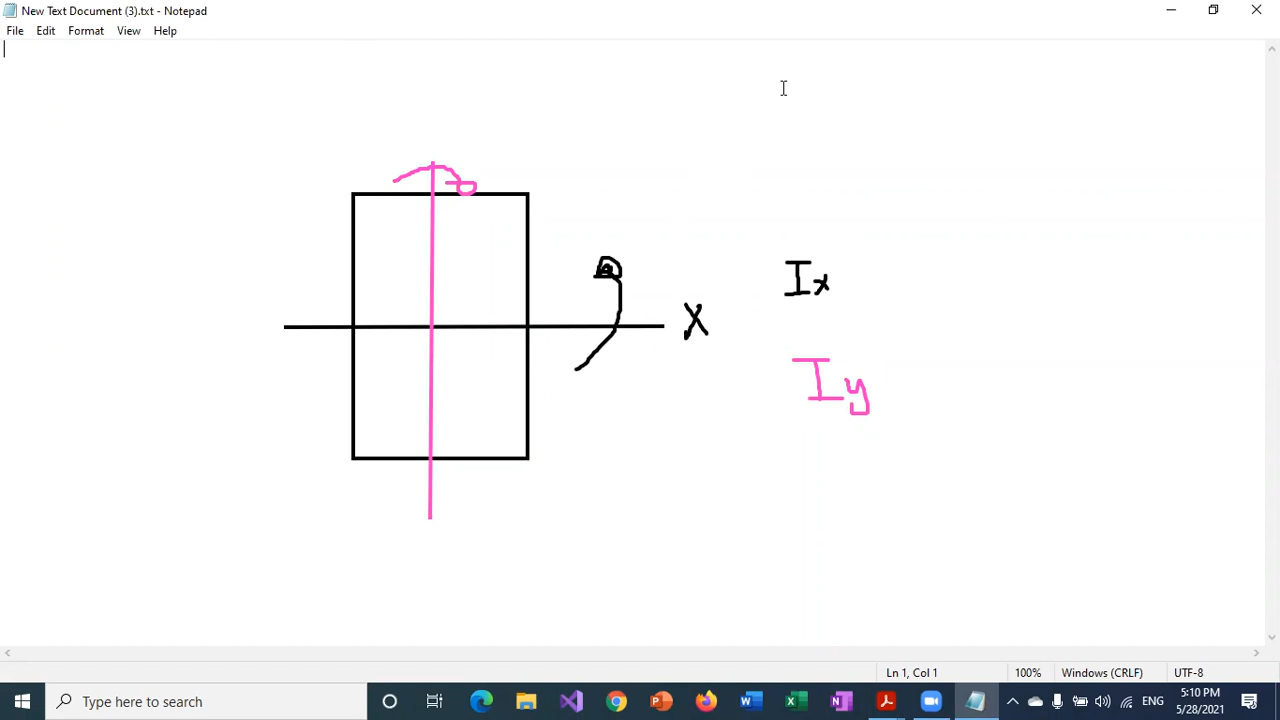 New Text Document (3).txt - Notepad
File Edit Format View Help
Ix
X
Iy
Ln 1, Col 1 100% Windows (CRLF) UTF-8
Type here to search
ENG
5:10 PM
5/28/2021